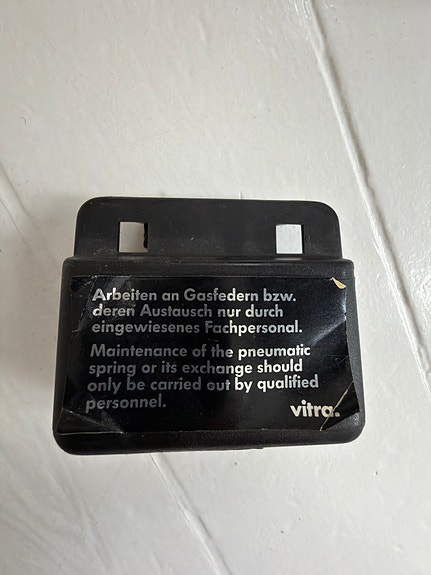 Arbeiten an Gasfedern bzw.
deren Austausch nur durch
eingewiesenes Fachpersonal.
Maintenance of the pneumatic
spring or its exchange should
only be carried out by qualified
personnel.
vitra.